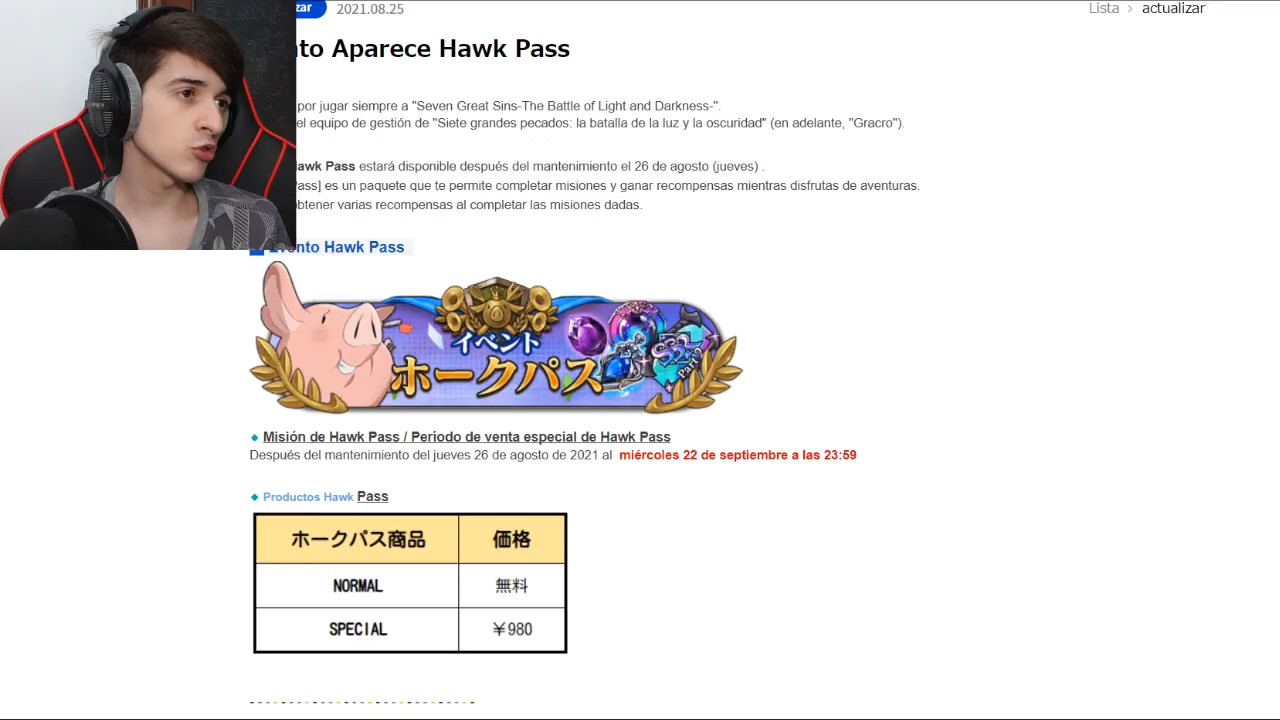 zar 2021.08.25 Lista > actualizar
nto Aparece Hawk Pass
por jugar siempre a "Seven Great Sins-The Battle of Light and Darkness-".
el equipo de gestión de "Siete grandes pecados: la batalla de la luz y la oscuridad" (en adelante, "Gracro").
awk Pass estará disponible después del mantenimiento el 26 de agosto (jueves) .
Pass] es un paquete que te permite completar misiones y ganar recompensas mientras disfrutas de aventuras.
obtener varias recompensas al completar las misiones dadas.
Evento Hawk Pass
イベント
ホークパス
SSR
Part
Misión de Hawk Pass / Período de venta especial de Hawk Pass
Después del mantenimiento del jueves 26 de agosto de 2021 al miércoles 22 de septiembre a las 23:59
Productos Hawk Pass
ホークパス商品 価格
NORMAL 無料
SPECIAL ¥980